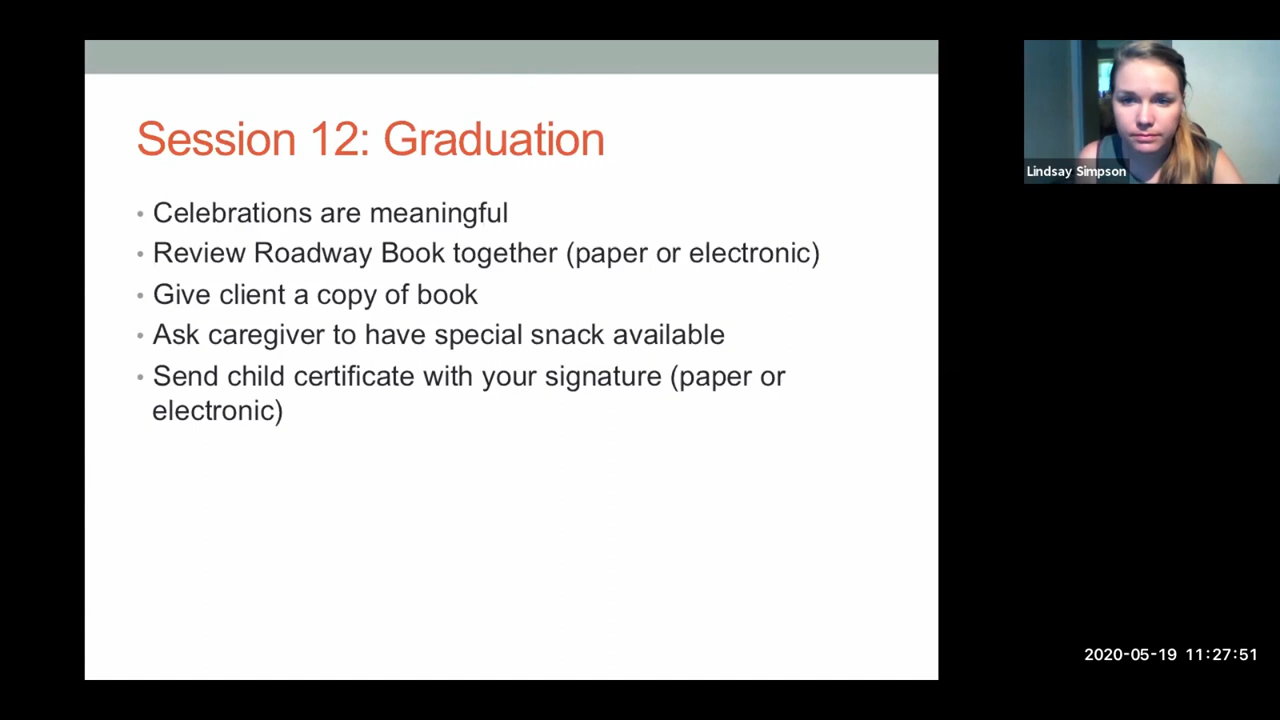 Session 12: Graduation
• Celebrations are meaningful
• Review Roadway Book together (paper or electronic)
• Give client a copy of book
• Ask caregiver to have special snack available
• Send child certificate with your signature (paper or
electronic)
Lindsay Simpson
2020-05-19 11:27:51